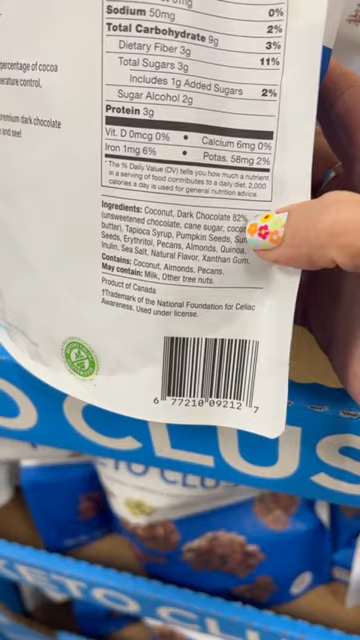 Sodium 50mg 0%
2%
Total Carbohydrate 9g 3%
Dietary Fiber 3g 11%
Total Sugars 3g
Includes 1g Added Sugars 2%
Sugar Alcohol 2g
Protein 3g
Vit. D 0mcg 0% • Calcium 6mg 0%
Iron 1mg 6% • Potas. 58mg 2%
*The % Daily Value (DV) tells you how much a nutrient
in a serving of food contributes to a daily diet. 2,000
calories a day is used for general nutrition advice.
percentage of cocoa
perature control,
premium dark chocolate
and see!
Ingredients: Coconut, Dark Chocolate 82%
(unsweetened chocolate, cane sugar, cocoa
butter), Tapioca Syrup, Pumpkin Seeds, Sun
Seeds, Erythritol, Pecans, Almonds, Quinoa,
Inulin, Sea Salt, Natural Flavor, Xanthan Gum.
Contains: Coconut, Almonds, Pecans.
May contain: Milk, Other tree nuts.
Product of Canada
†Trademark of the National Foundation for Celiac
Awareness. Used under license.
6 77210 09212 7
O CLUS
KETO CLU